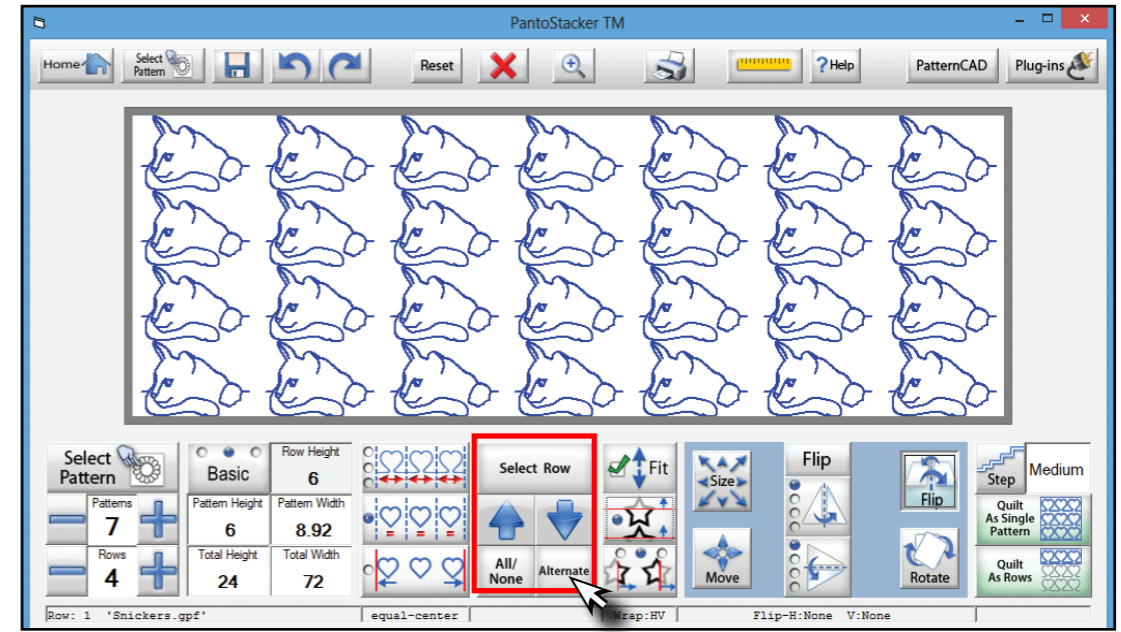 PantoStacker TM
Home
Select
Pattern
Reset
?Help
PatternCAD
Plug-ins
Select
Pattern
Basic
Row Height
6
Select Row
Fit
Size
Flip
Flip
Step
Medium
Patterns
7
Pattern Height
6
Pattern Width
8.92
Quilt
As Single
Pattern
Rows
4
Total Height
24
Total Width
72
All/
None
Alternate
Move
Rotate
Quilt
As Rows
Row: 1 'Snickers.gpf'
equal-center
Wrap:HV
Flip-H:None V:None